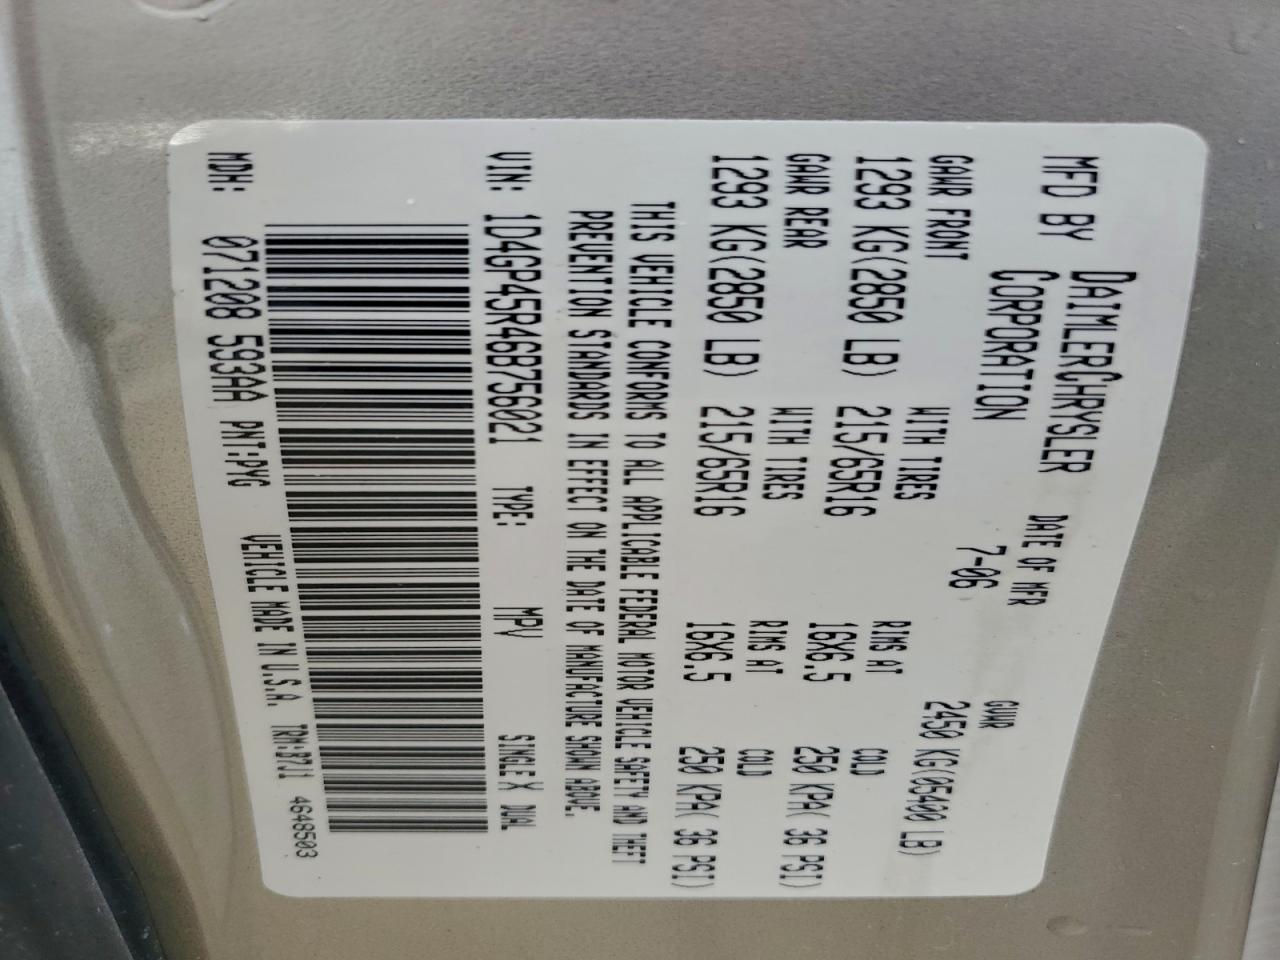 MFD BY DAIMLERCHRYSLER CORPORATION DATE OF MFR 7-06 GVWR 2450 KG(05400 LB)
GAWR FRONT WITH TIRES RIMS AT COLD
1293 KG(2850 LB) 215/65R16 16X6.5 250 KPA( 36 PSI)
GAWR REAR WITH TIRES RIMS AT COLD
1293 KG(2850 LB) 215/65R16 16X6.5 250 KPA( 36 PSI)
THIS VEHICLE CONFORMS TO ALL APPLICABLE FEDERAL MOTOR VEHICLE SAFETY AND THEFT
PREVENTION STANDARDS IN EFFECT ON THE DATE OF MANUFACTURE SHOWN ABOVE.
VIN: 1D4GP45R46B756021 TYPE: MPV SINGLE X DUAL
MDH: 071208 593AA PNT:PVG VEHICLE MADE IN U.S.A. TRM:B7J1 4648503